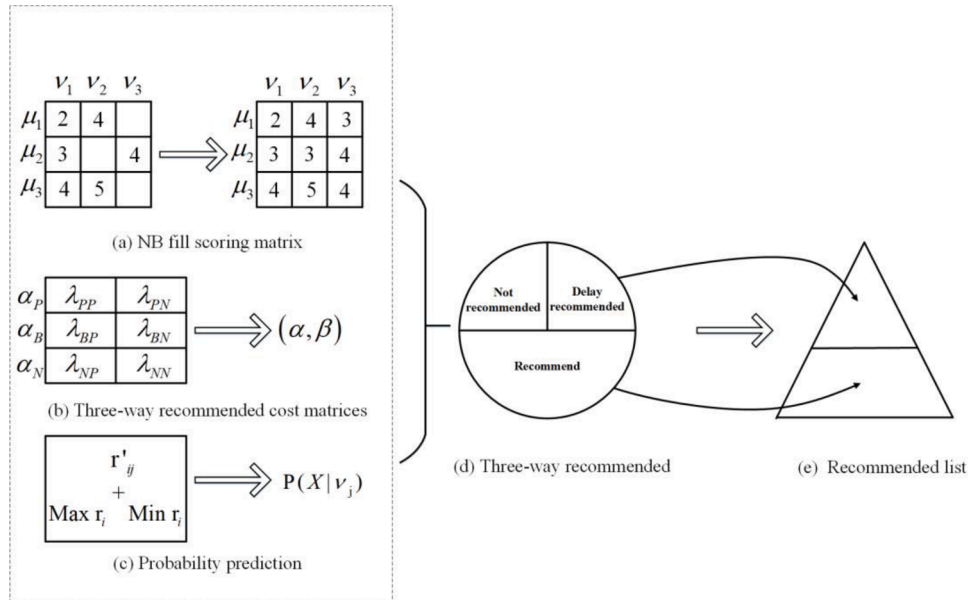 ν1 ν2 ν3 ν1 ν2 ν3
μ1 2 4 μ1 2 4 3
μ2 3 4 μ2 3 3 4
μ3 4 5 μ3 4 5 4
(a) NB fill scoring matrix
αP λPP λPN
αB λBP λBN (α,β)
αN λNP λNN
(b) Three-way recommended cost matrices
r'ij
+
Max ri Min ri
P(X|νj)
(c) Probability prediction
Not
recommended
Delay
recommended
Recommend
(d) Three-way recommended
(e) Recommended list